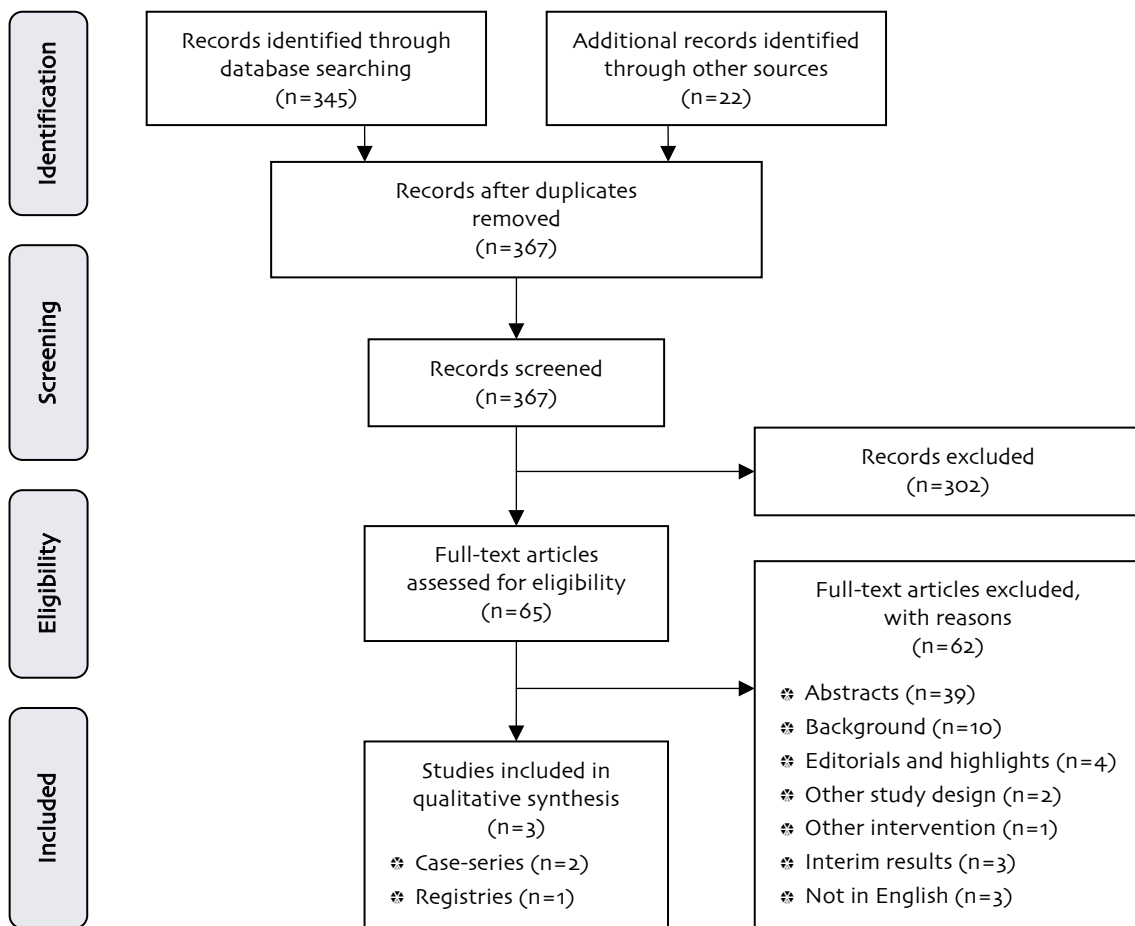 Identification
Records identified through
database searching
(n=345)
Additional records identified
through other sources
(n=22)
Records after duplicates
removed
(n=367)
Screening
Records screened
(n=367)
Records excluded
(n=302)
Eligibility
Full-text articles
assessed for eligibility
(n=65)
Full-text articles excluded,
with reasons
(n=62)
Abstracts (n=39)
Background (n=10)
Editorials and highlights (n=4)
Other study design (n=2)
Other intervention (n=1)
Interim results (n=3)
Not in English (n=3)
Included
Studies included in
qualitative synthesis
(n=3)
Case-series (n=2)
Registries (n=1)